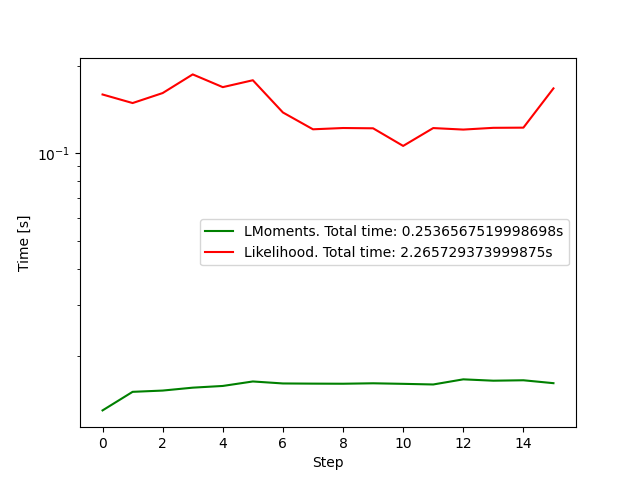 10⁻¹
Time [s]
LMoments. Total time: 0.2536567519998698s
Likelihood. Total time: 2.265729373999875s
0 2 4 6 8 10 12 14
Step